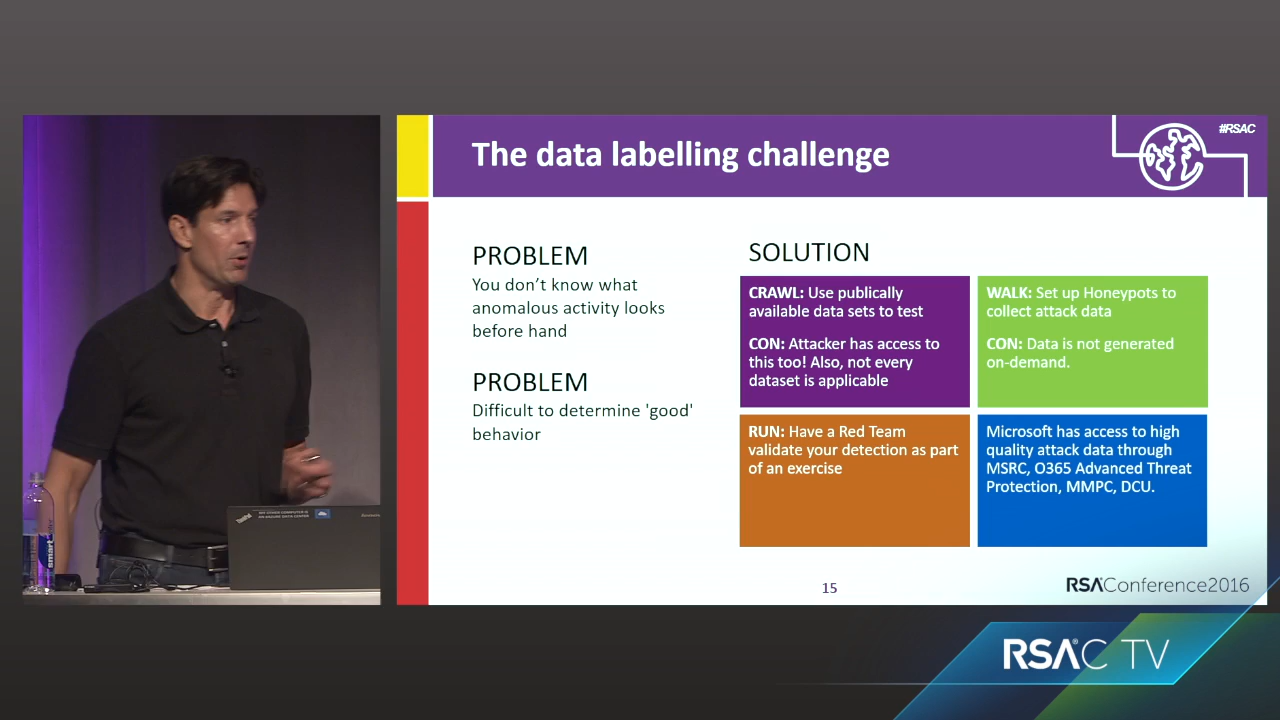 The data labelling challenge
#RSAC
PROBLEM
You don't know what
anomalous activity looks
before hand
PROBLEM
Difficult to determine 'good'
behavior
SOLUTION
CRAWL: Use publically
available data sets to test
CON: Attacker has access to
this too! Also, not every
dataset is applicable
WALK: Set up Honeypots to
collect attack data
CON: Data is not generated
on-demand.
RUN: Have a Red Team
validate your detection as part
of an exercise
Microsoft has access to high
quality attack data through
MSRC, O365 Advanced Threat
Protection, MMPC, DCU.
15
RSAConference2016
RSAC TV
smart